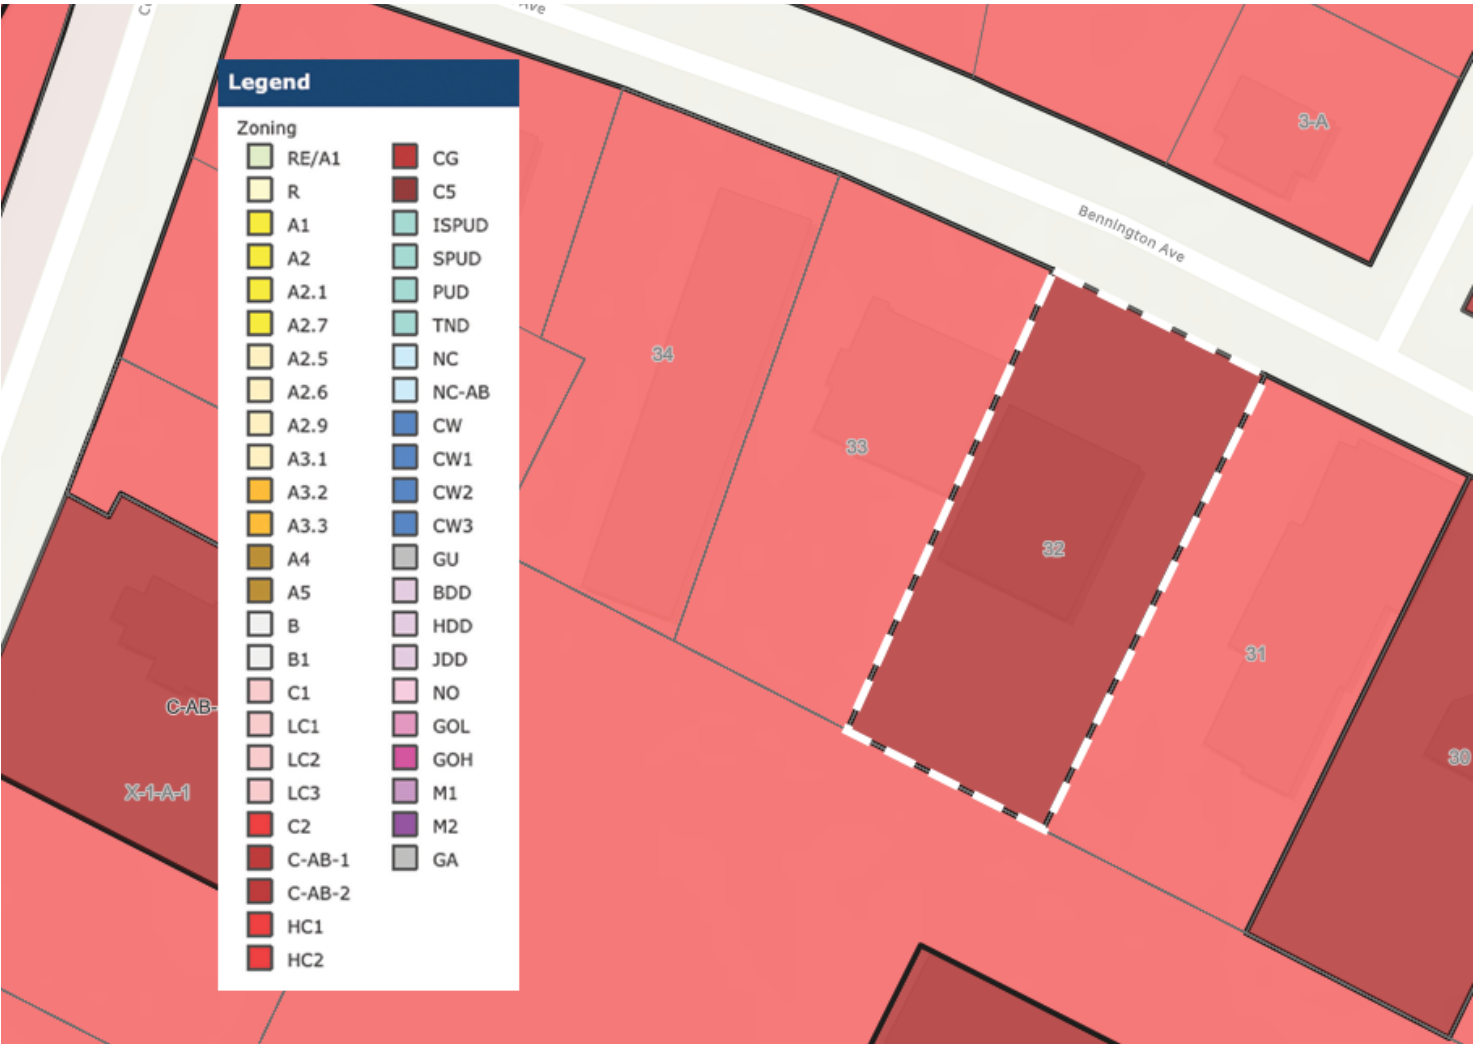 Ave
Legend
Zoning
RE/A1
R
A1
A2
A2.1
A2.7
A2.5
A2.6
A2.9
A3.1
A3.2
A3.3
A4
A5
B
B1
C1
LC1
LC2
LC3
C2
C-AB-1
C-AB-2
HC1
HC2
CG
C5
ISPUD
SPUD
PUD
TND
NC
NC-AB
CW
CW1
CW2
CW3
GU
BDD
HDD
JDD
NO
GOL
GOH
M1
M2
GA
3-A
Bennington Ave
34
33
32
31
30
C-AB-
X-1-A-1